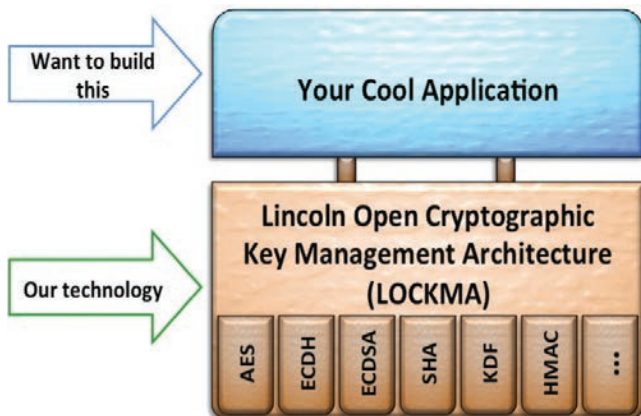 Want to build
this
Your Cool Application
Lincoln Open Cryptographic
Key Management Architecture
(LOCKMA)
Our technology
AES
ECDH
ECDSA
SHA
KDF
HMAC
...